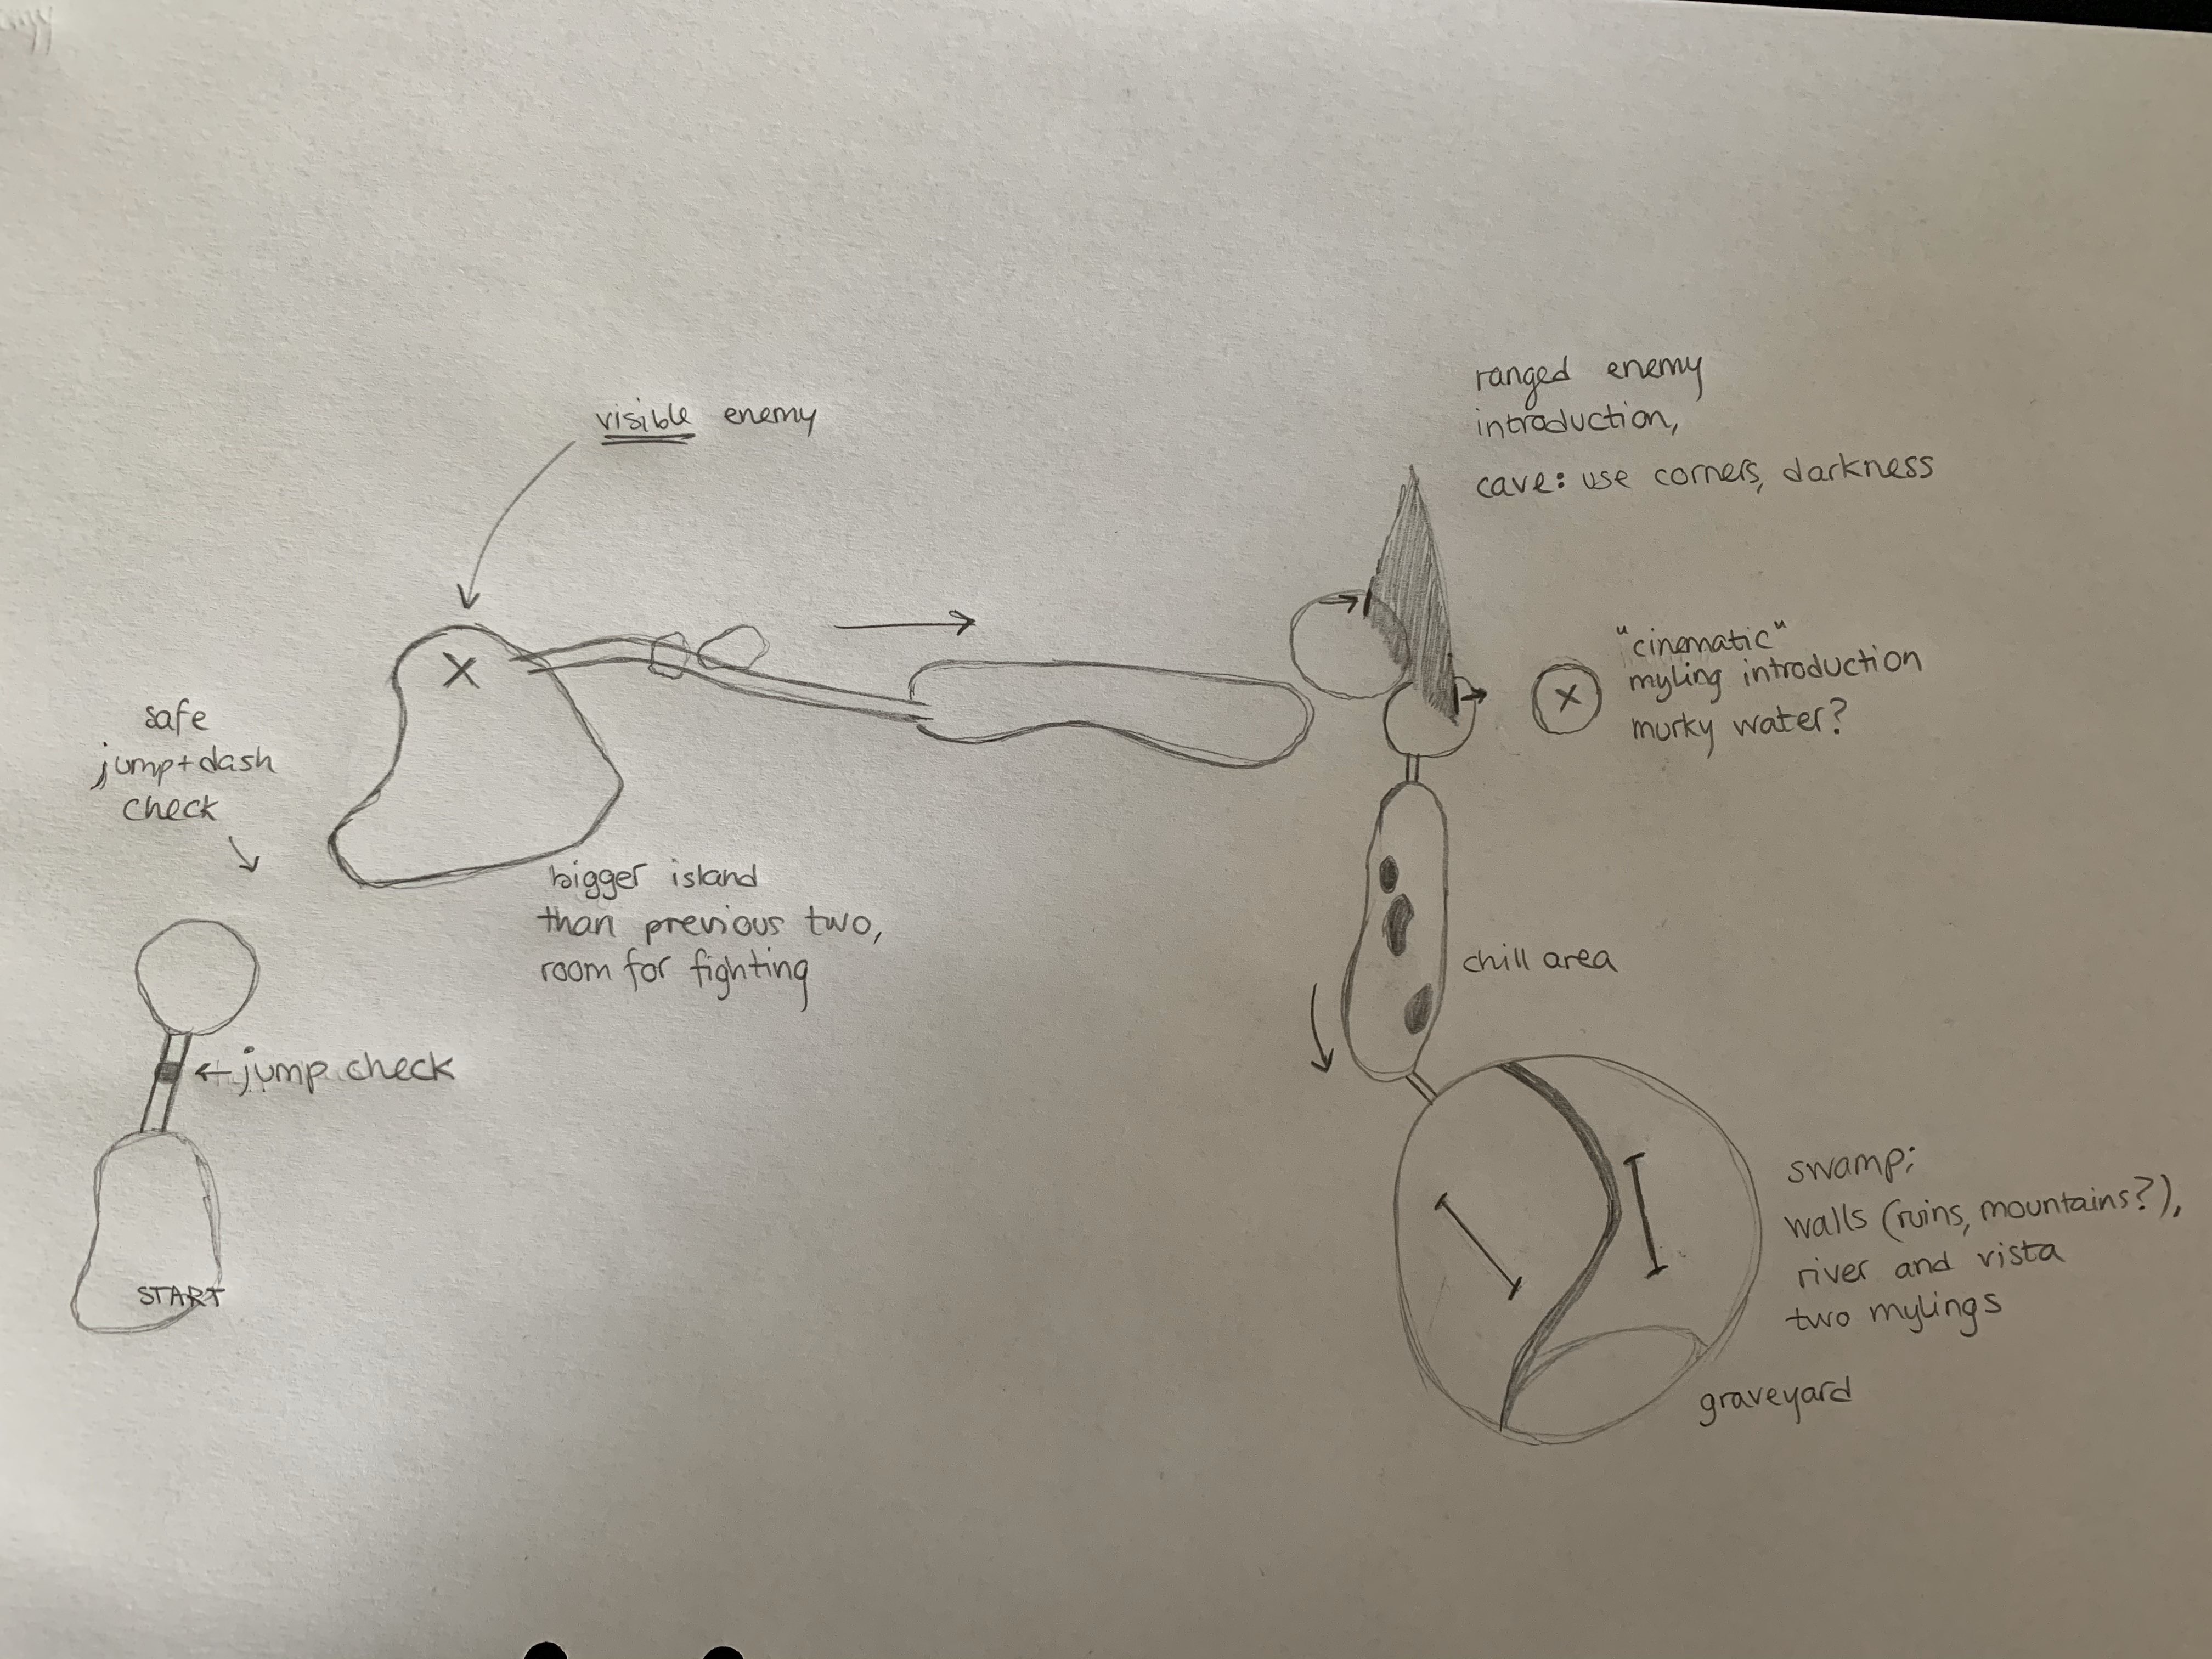 ranged enemy
introduction,
cave: use corners, darkness
visible enemy
"cinematic"
myling introduction
murky water?
safe
jump+dash
check
bigger island
than previous two,
room for fighting
chill area
←jump check
START
swamp:
walls (ruins, mountains?),
river and vista
two mylings
graveyard